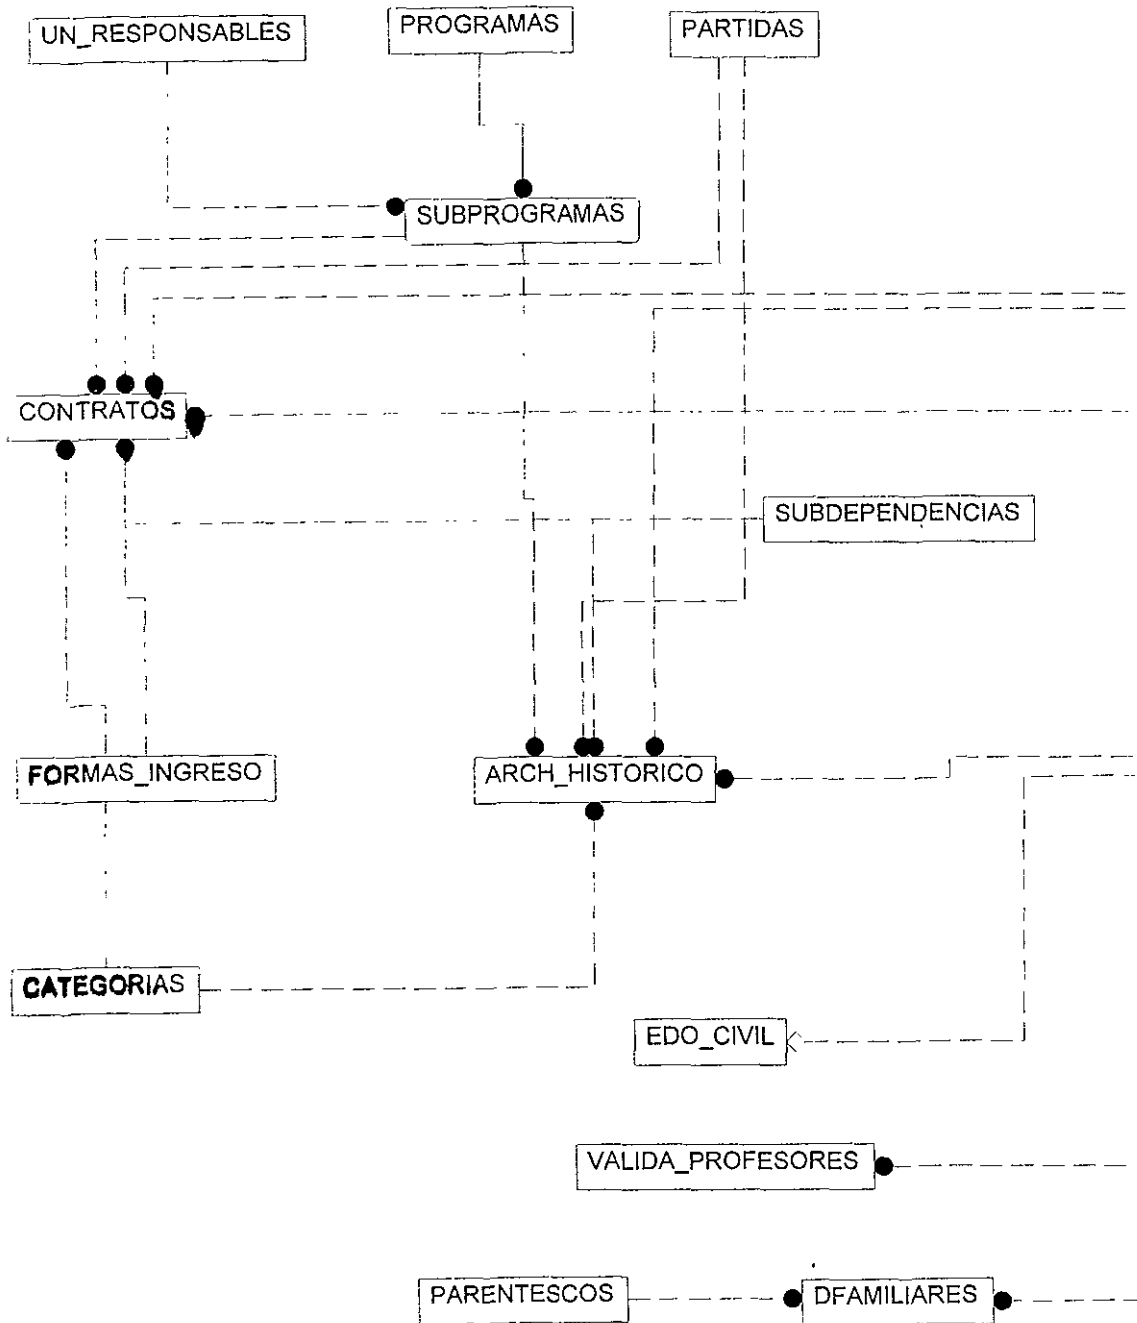 UN_RESPONSABLES
PROGRAMAS
PARTIDAS
SUBPROGRAMAS
CONTRATOS
SUBDEPENDENCIAS
FORMAS_INGRESO
ARCH_HISTORICO
CATEGORIAS
EDO_CIVIL
VALIDA_PROFESORES
PARENTESCOS
DFAMILIARES